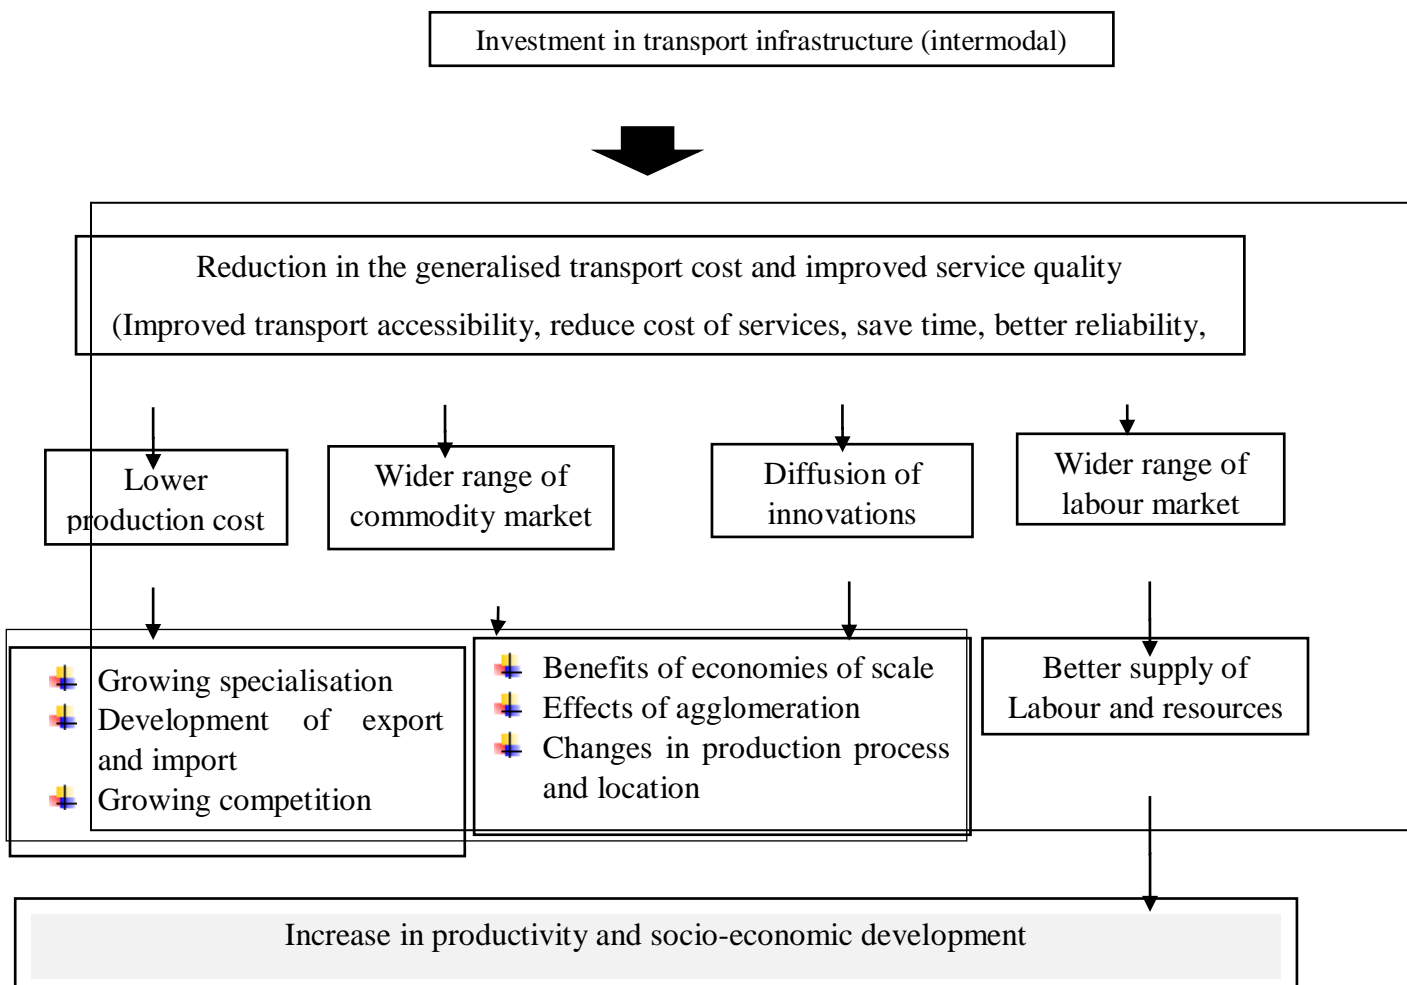 Investment in transport infrastructure (intermodal)
Reduction in the generalised transport cost and improved service quality
(Improved transport accessibility, reduce cost of services, save time, better reliability,
Lower
production cost
Wider range of
commodity market
Diffusion of
innovations
Wider range of
labour market
Growing specialisation
Development of export
and import
Growing competition
Benefits of economies of scale
Effects of agglomeration
Changes in production process
and location
Better supply of
Labour and resources
Increase in productivity and socio-economic development